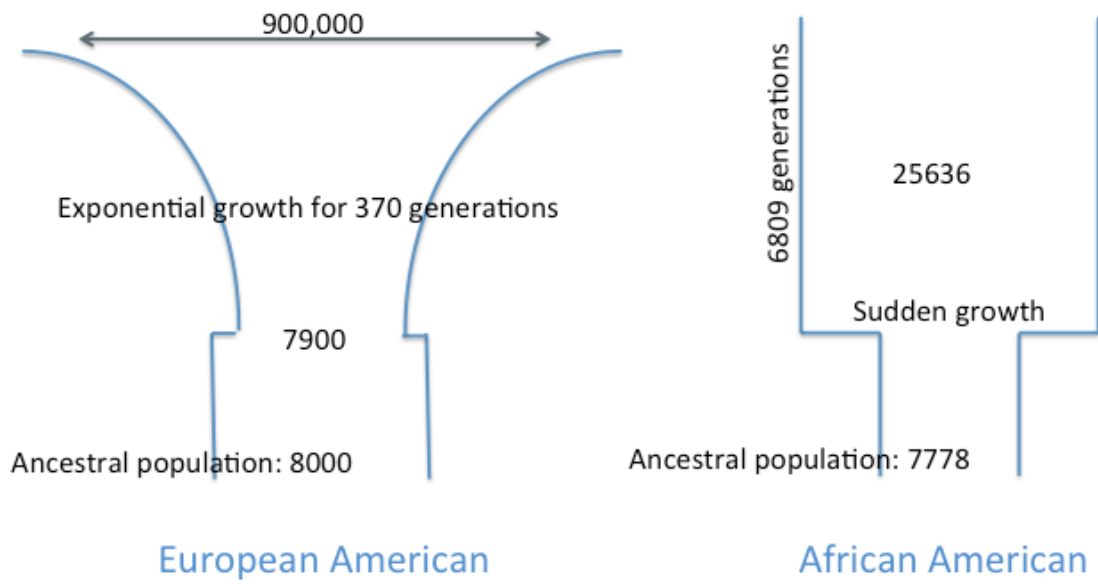 900,000
Exponential growth for 370 generations
7900
Ancestral population: 8000
European American
6809 generations
25636
Sudden growth
Ancestral population: 7778
African American